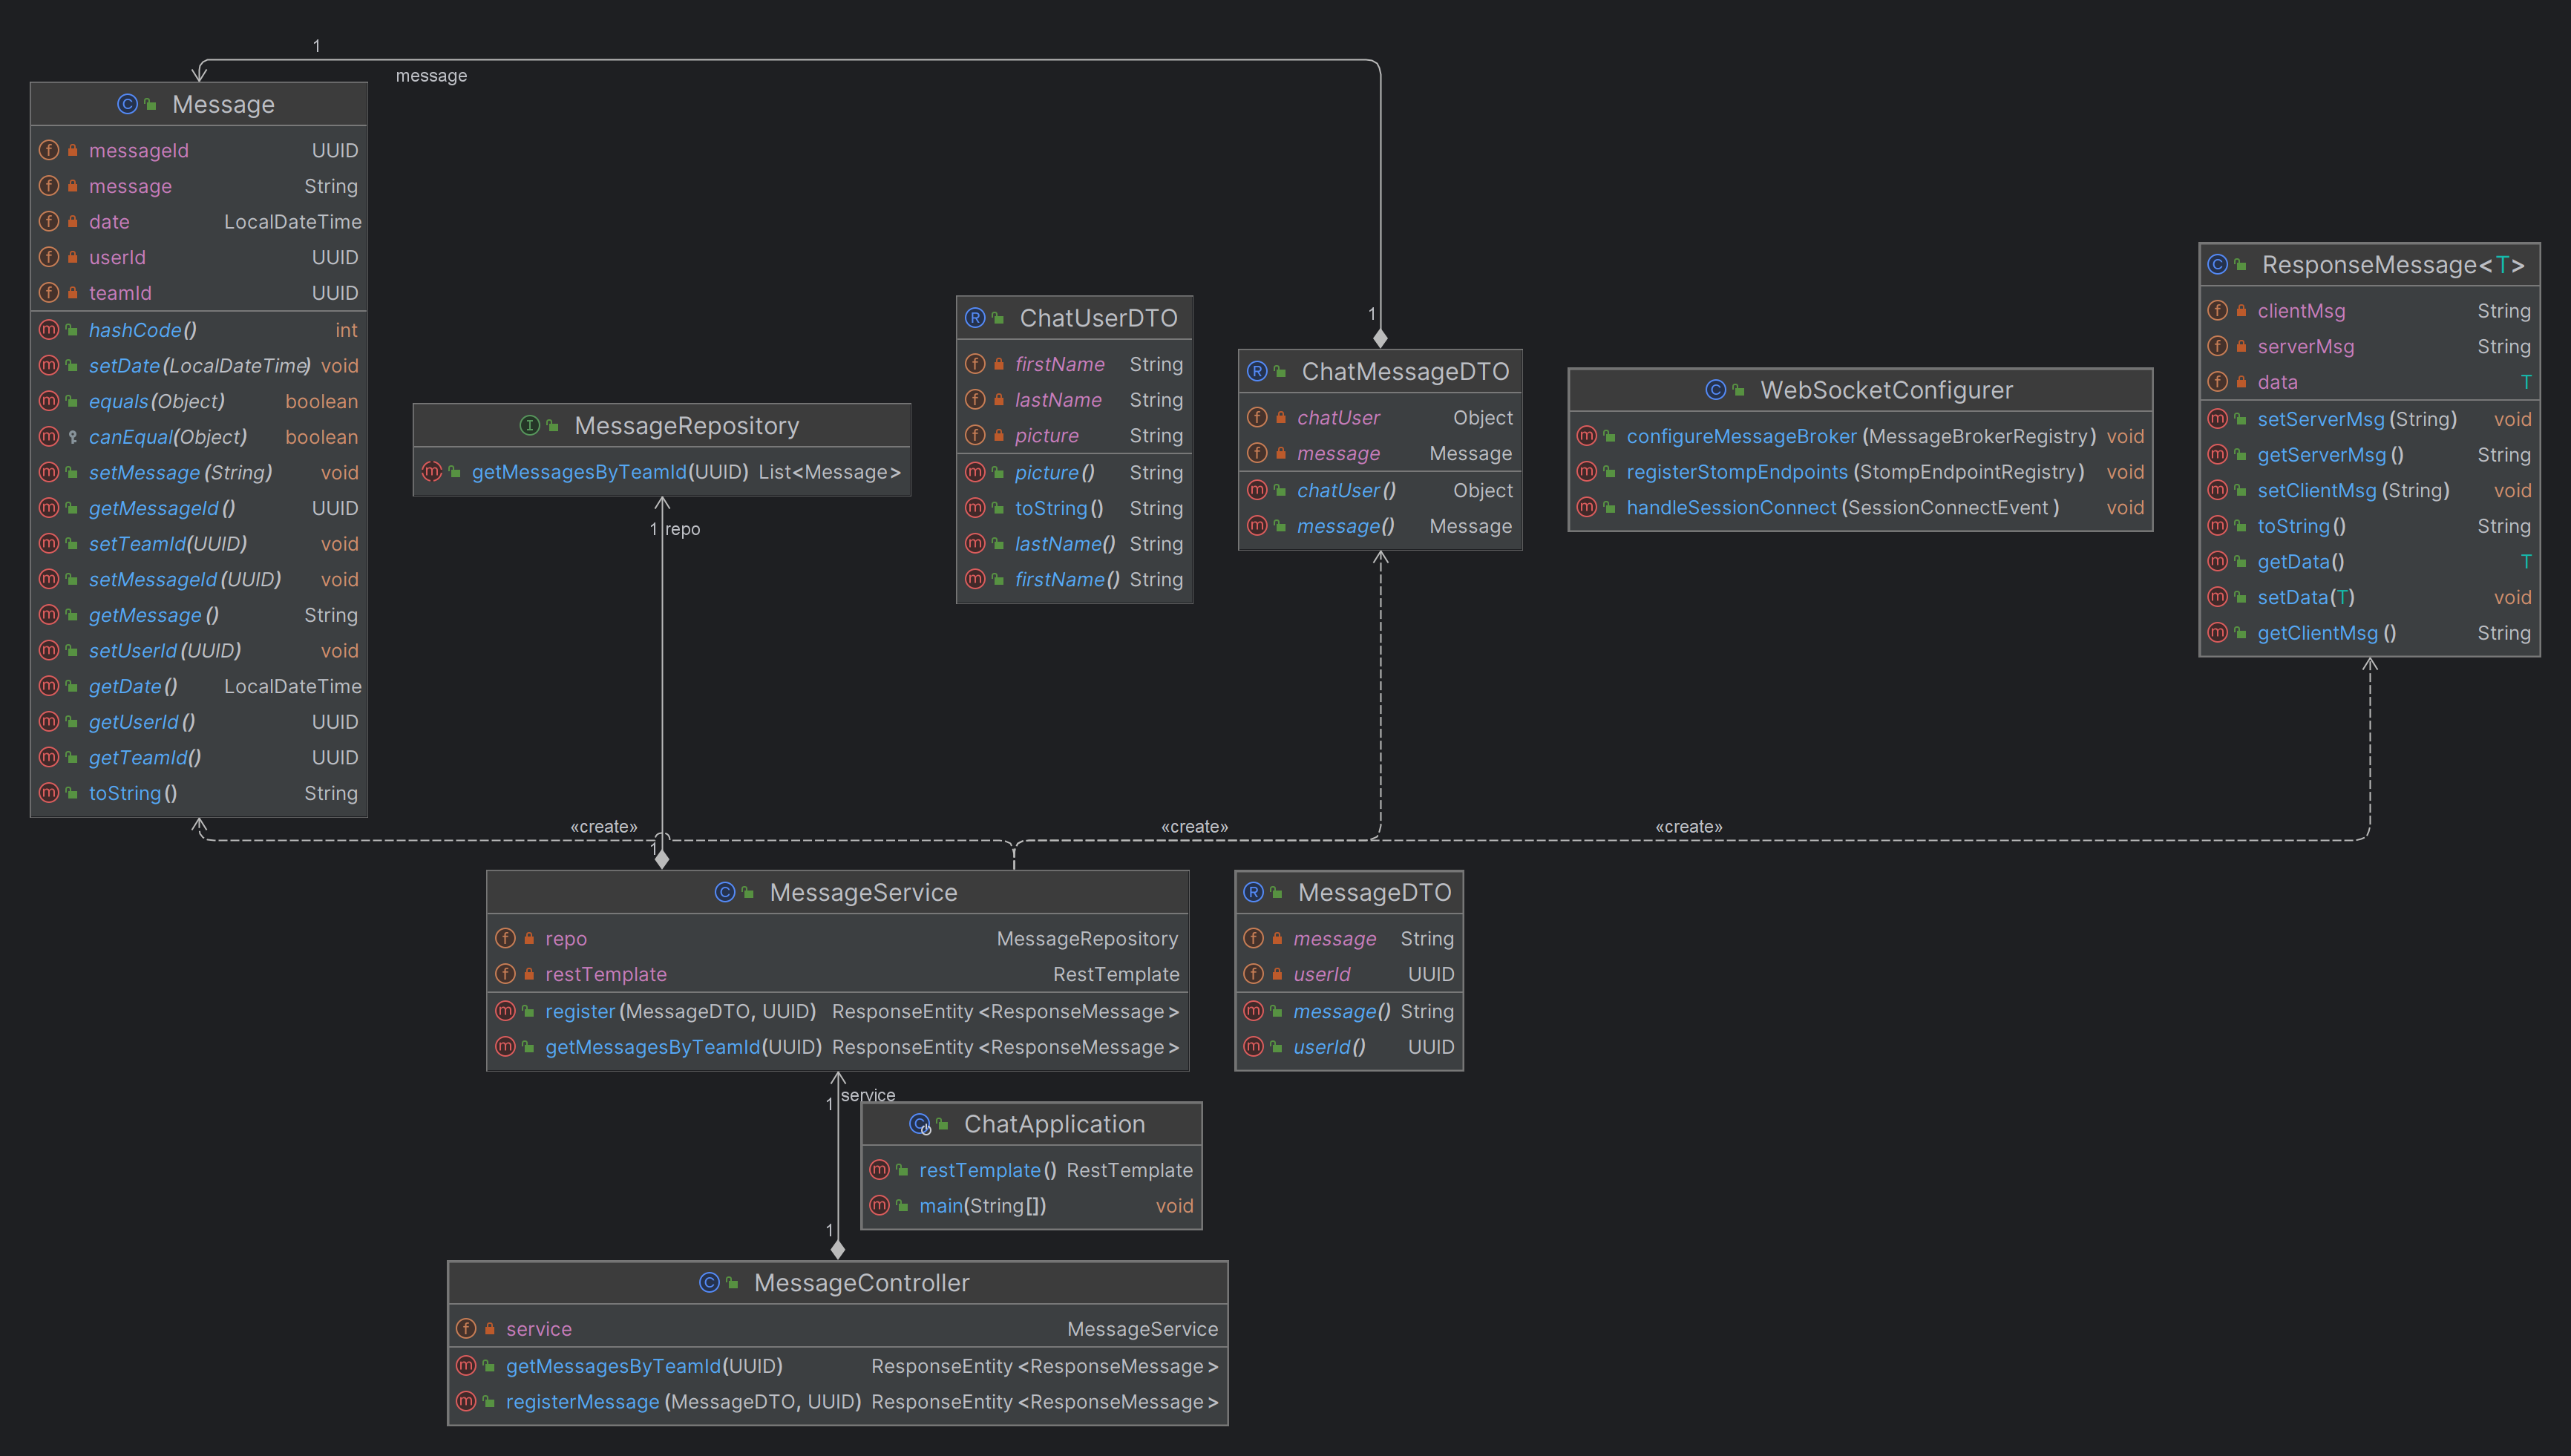 1
message
Message
messageId UUID
message String
date LocalDateTime
userId UUID
teamId UUID
hashCode() int
setDate(LocalDateTime) void
equals(Object) boolean
canEqual(Object) boolean
setMessage(String) void
getMessageId() UUID
setTeamId(UUID) void
setMessageId(UUID) void
getMessage() String
setUserId(UUID) void
getDate() LocalDateTime
getUserId() UUID
getTeamId() UUID
toString() String
MessageRepository
getMessagesByTeamId(UUID) List<Message>
1 repo
ChatUserDTO
firstName String
lastName String
picture String
picture() String
toString() String
lastName() String
firstName() String
1
ChatMessageDTO
chatUser Object
message Message
chatUser() Object
message() Message
WebSocketConfigurer
configureMessageBroker(MessageBrokerRegistry) void
registerStompEndpoints(StompEndpointRegistry) void
handleSessionConnect(SessionConnectEvent) void
ResponseMessage<T>
clientMsg String
serverMsg String
data T
setServerMsg(String) void
getServerMsg() String
setClientMsg(String) void
toString() String
getData() T
setData(T) void
getClientMsg() String
«create»
«create»
«create»
1
MessageService
repo MessageRepository
restTemplate RestTemplate
register(MessageDTO, UUID) ResponseEntity<ResponseMessage>
getMessagesByTeamId(UUID) ResponseEntity<ResponseMessage>
MessageDTO
message String
userId UUID
message() String
userId() UUID
1 service
ChatApplication
restTemplate() RestTemplate
main(String[]) void
1
MessageController
service MessageService
getMessagesByTeamId(UUID) ResponseEntity<ResponseMessage>
registerMessage(MessageDTO, UUID) ResponseEntity<ResponseMessage>